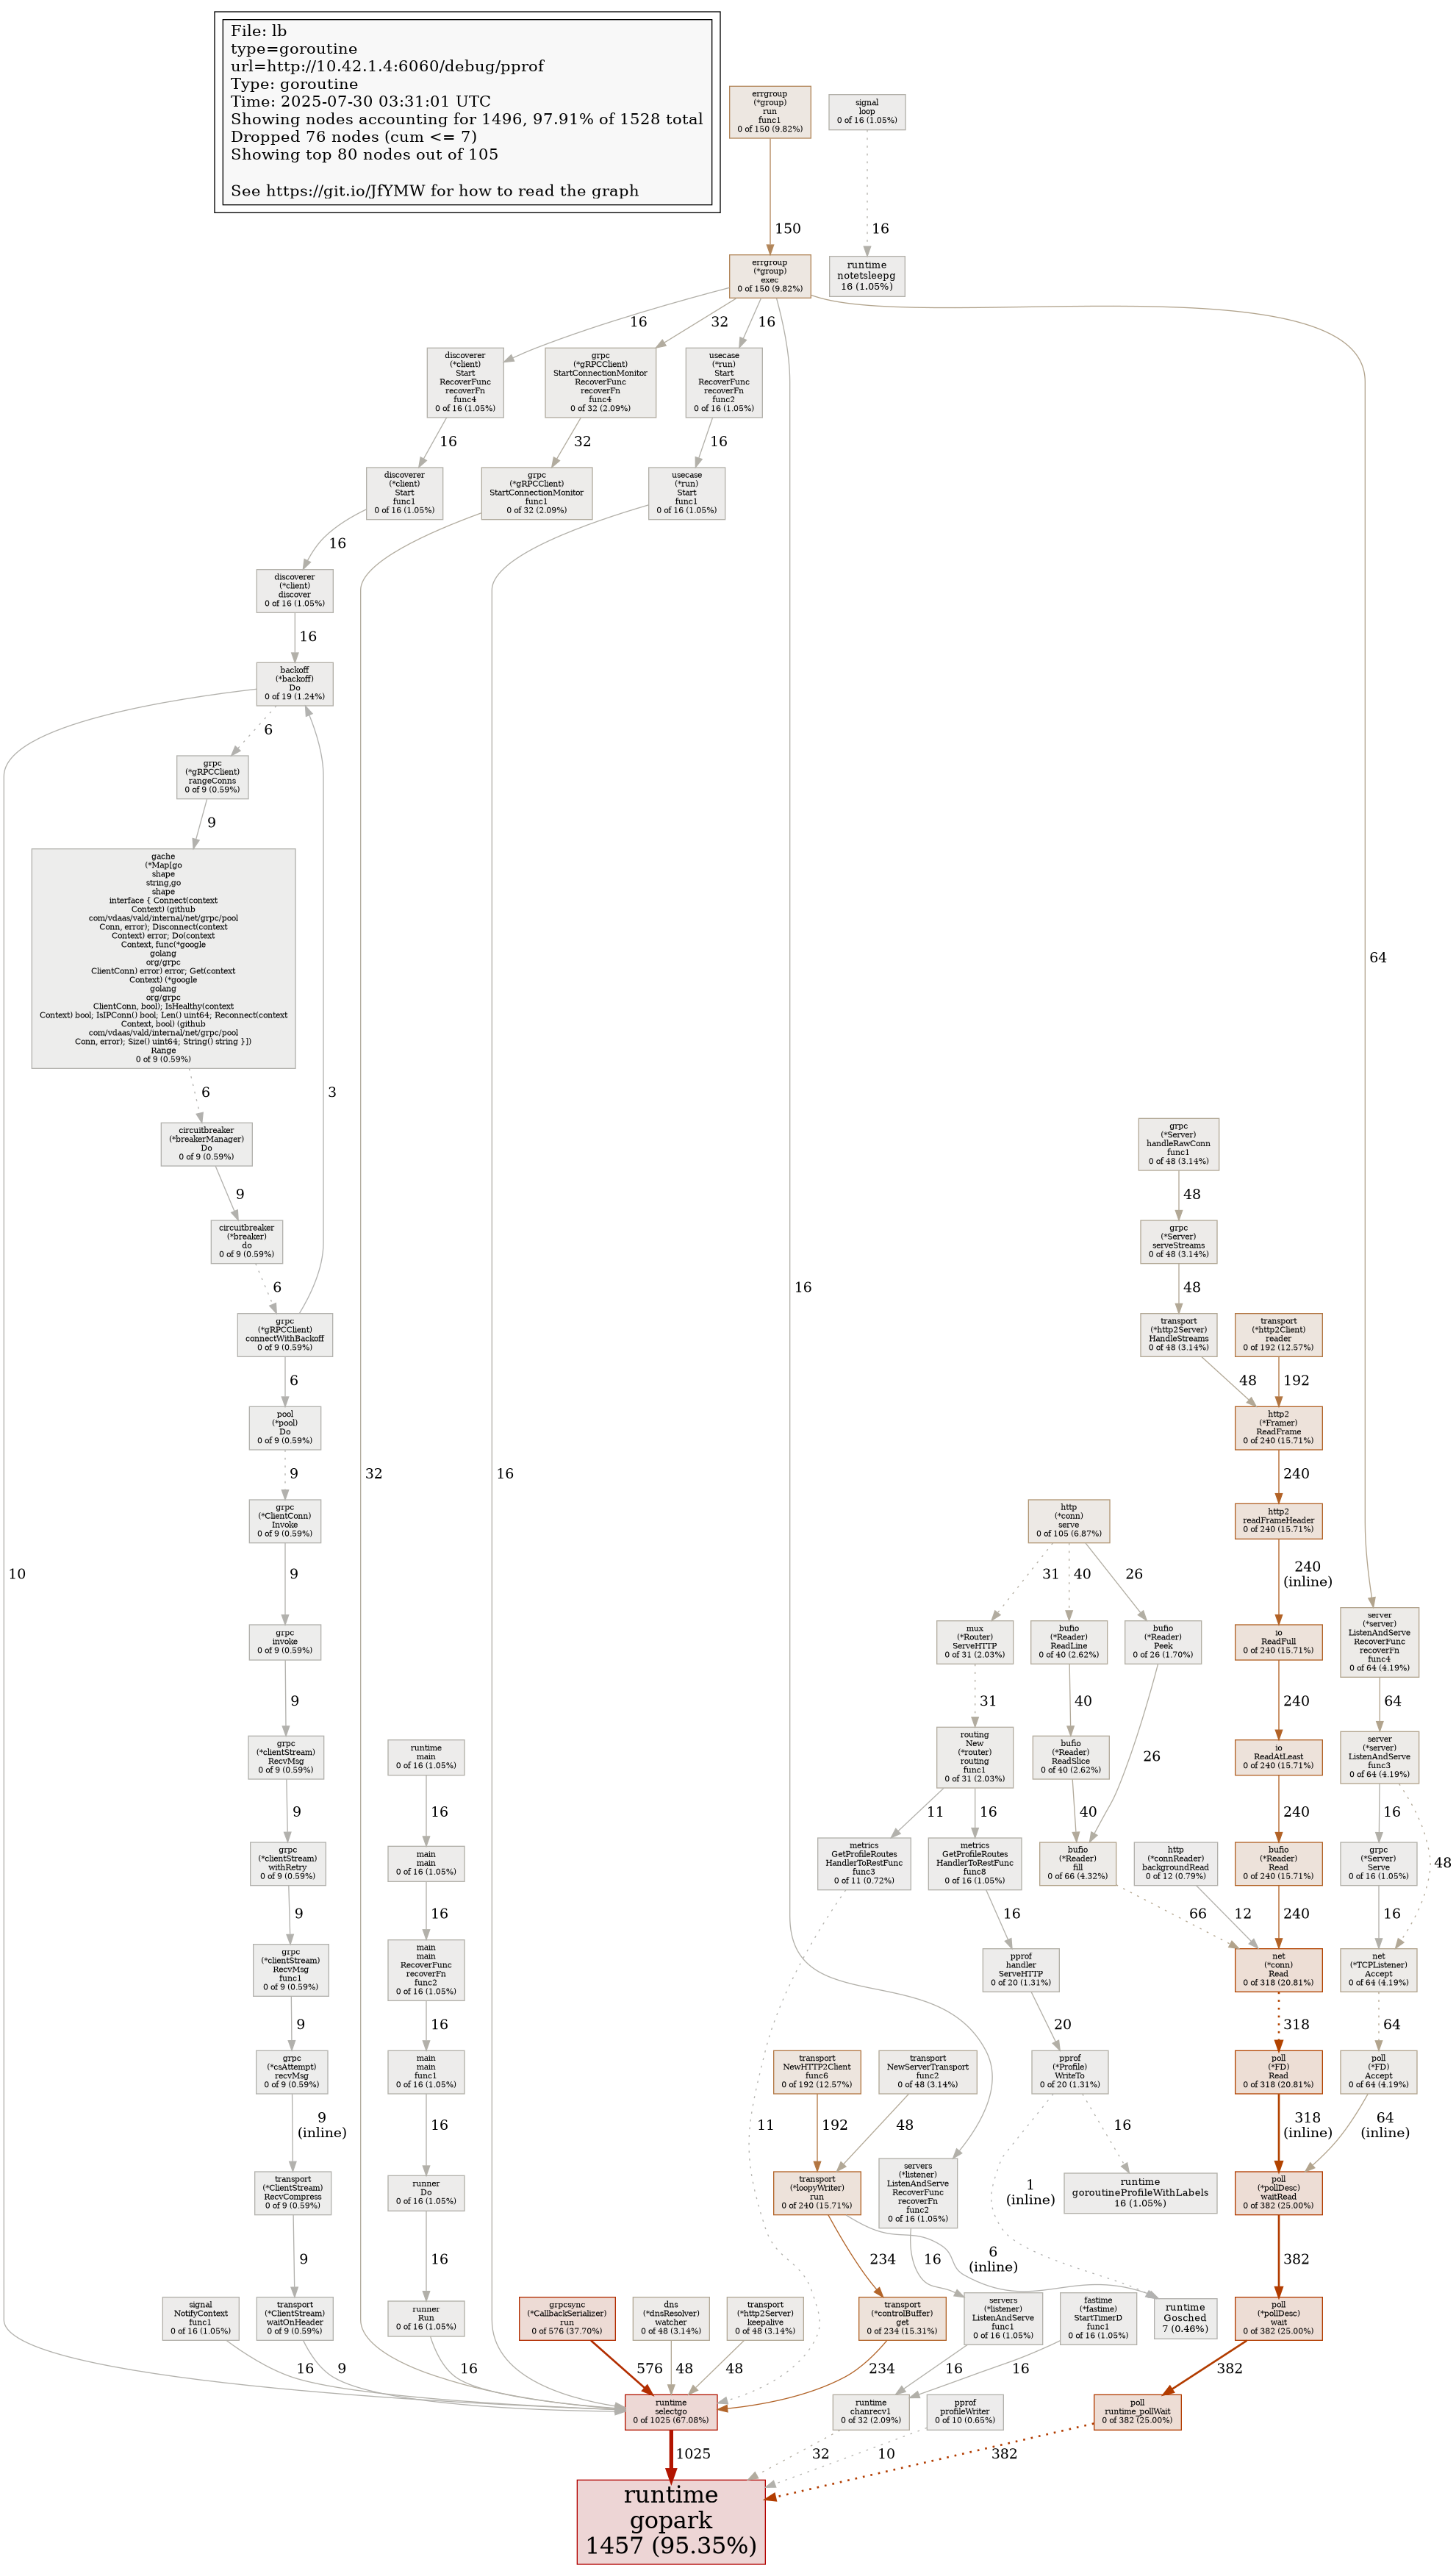 File: lb
type=goroutine
url=http://10.42.1.4:6060/debug/pprof
Type: goroutine
Time: 2025-07-30 03:31:01 UTC
Showing nodes accounting for 1496, 97.91% of 1528 total
Dropped 76 nodes (cum <= 7)
Showing top 80 nodes out of 105
See https://git.io/JfYMW for how to read the graph
errgroup
(*group)
run
func1
0 of 150 (9.82%)
signal
loop
0 of 16 (1.05%)
150
16
errgroup
(*group)
exec
0 of 150 (9.82%)
runtime
notetsleepg
16 (1.05%)
16
32
16
discoverer
(*client)
Start
RecoverFunc
recoverFn
func4
0 of 16 (1.05%)
grpc
(*gRPCClient)
StartConnectionMonitor
RecoverFunc
recoverFn
func4
0 of 32 (2.09%)
usecase
(*run)
Start
RecoverFunc
recoverFn
func2
0 of 16 (1.05%)
16
32
16
discoverer
(*client)
Start
func1
0 of 16 (1.05%)
grpc
(*gRPCClient)
StartConnectionMonitor
func1
0 of 32 (2.09%)
usecase
(*run)
Start
func1
0 of 16 (1.05%)
16
discoverer
(*client)
discover
0 of 16 (1.05%)
16
backoff
(*backoff)
Do
0 of 19 (1.24%)
6
grpc
(*gRPCClient)
rangeConns
0 of 9 (0.59%)
9
gache
(*Map[go
shape
string,go
shape
interface { Connect(context
Context) (github
com/vdaas/vald/internal/net/grpc/pool
Conn, error); Disconnect(context
Context) error; Do(context
Context, func(*google
golang
org/grpc
ClientConn) error) error; Get(context
Context) (*google
golang
org/grpc
ClientConn, bool); IsHealthy(context
Context) bool; IsIPConn() bool; Len() uint64; Reconnect(context
Context, bool) (github
com/vdaas/vald/internal/net/grpc/pool
Conn, error); Size() uint64; String() string }])
Range
0 of 9 (0.59%)
64
6
3
circuitbreaker
(*breakerManager)
Do
0 of 9 (0.59%)
grpc
(*Server)
handleRawConn
func1
0 of 48 (3.14%)
9
48
circuitbreaker
(*breaker)
do
0 of 9 (0.59%)
grpc
(*Server)
serveStreams
0 of 48 (3.14%)
6
16
48
grpc
(*gRPCClient)
connectWithBackoff
0 of 9 (0.59%)
transport
(*http2Server)
HandleStreams
0 of 48 (3.14%)
transport
(*http2Client)
reader
0 of 192 (12.57%)
6
48
192
pool
(*pool)
Do
0 of 9 (0.59%)
http2
(*Framer)
ReadFrame
0 of 240 (15.71%)
9
32
16
240
grpc
(*ClientConn)
Invoke
0 of 9 (0.59%)
http
(*conn)
serve
0 of 105 (6.87%)
http2
readFrameHeader
0 of 240 (15.71%)
10
9
31
40
26
240
(inline)
grpc
invoke
0 of 9 (0.59%)
mux
(*Router)
ServeHTTP
0 of 31 (2.03%)
bufio
(*Reader)
ReadLine
0 of 40 (2.62%)
bufio
(*Reader)
Peek
0 of 26 (1.70%)
io
ReadFull
0 of 240 (15.71%)
server
(*server)
ListenAndServe
RecoverFunc
recoverFn
func4
0 of 64 (4.19%)
9
31
40
240
64
grpc
(*clientStream)
RecvMsg
0 of 9 (0.59%)
runtime
main
0 of 16 (1.05%)
routing
New
(*router)
routing
func1
0 of 31 (2.03%)
bufio
(*Reader)
ReadSlice
0 of 40 (2.62%)
26
io
ReadAtLeast
0 of 240 (15.71%)
server
(*server)
ListenAndServe
func3
0 of 64 (4.19%)
9
16
11
16
40
240
16
48
grpc
(*clientStream)
withRetry
0 of 9 (0.59%)
main
main
0 of 16 (1.05%)
metrics
GetProfileRoutes
HandlerToRestFunc
func3
0 of 11 (0.72%)
metrics
GetProfileRoutes
HandlerToRestFunc
func8
0 of 16 (1.05%)
bufio
(*Reader)
fill
0 of 66 (4.32%)
http
(*connReader)
backgroundRead
0 of 12 (0.79%)
bufio
(*Reader)
Read
0 of 240 (15.71%)
grpc
(*Server)
Serve
0 of 16 (1.05%)
9
16
16
66
12
240
16
grpc
(*clientStream)
RecvMsg
func1
0 of 9 (0.59%)
main
main
RecoverFunc
recoverFn
func2
0 of 16 (1.05%)
pprof
handler
ServeHTTP
0 of 20 (1.31%)
net
(*conn)
Read
0 of 318 (20.81%)
net
(*TCPListener)
Accept
0 of 64 (4.19%)
9
16
20
318
64
grpc
(*csAttempt)
recvMsg
0 of 9 (0.59%)
main
main
func1
0 of 16 (1.05%)
transport
NewHTTP2Client
func6
0 of 192 (12.57%)
transport
NewServerTransport
func2
0 of 48 (3.14%)
pprof
(*Profile)
WriteTo
0 of 20 (1.31%)
poll
(*FD)
Read
0 of 318 (20.81%)
poll
(*FD)
Accept
0 of 64 (4.19%)
9
(inline)
16
11
192
48
16
318
(inline)
64
(inline)
transport
(*ClientStream)
RecvCompress
0 of 9 (0.59%)
runner
Do
0 of 16 (1.05%)
transport
(*loopyWriter)
run
0 of 240 (15.71%)
servers
(*listener)
ListenAndServe
RecoverFunc
recoverFn
func2
0 of 16 (1.05%)
1
(inline)
runtime
goroutineProfileWithLabels
16 (1.05%)
poll
(*pollDesc)
waitRead
0 of 382 (25.00%)
9
16
234
16
6
(inline)
382
signal
NotifyContext
func1
0 of 16 (1.05%)
transport
(*ClientStream)
waitOnHeader
0 of 9 (0.59%)
runner
Run
0 of 16 (1.05%)
grpcsync
(*CallbackSerializer)
run
0 of 576 (37.70%)
dns
(*dnsResolver)
watcher
0 of 48 (3.14%)
transport
(*http2Server)
keepalive
0 of 48 (3.14%)
transport
(*controlBuffer)
get
0 of 234 (15.31%)
servers
(*listener)
ListenAndServe
func1
0 of 16 (1.05%)
fastime
(*fastime)
StartTimerD
func1
0 of 16 (1.05%)
runtime
Gosched
7 (0.46%)
poll
(*pollDesc)
wait
0 of 382 (25.00%)
16
9
16
576
48
48
234
16
16
382
runtime
selectgo
0 of 1025 (67.08%)
runtime
chanrecv1
0 of 32 (2.09%)
pprof
profileWriter
0 of 10 (0.65%)
poll
runtime_pollWait
0 of 382 (25.00%)
1025
32
10
382
runtime
gopark
1457 (95.35%)